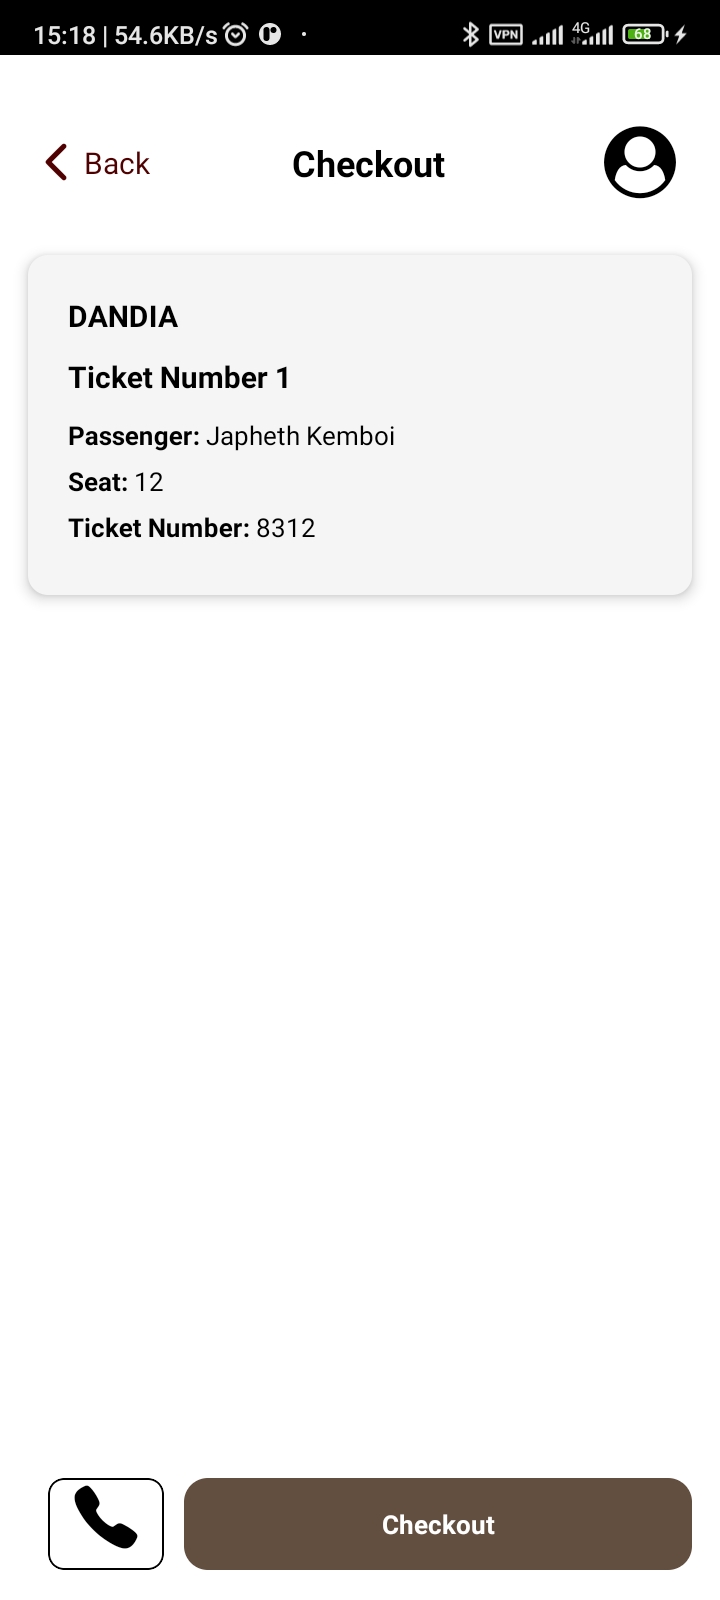 15:18 | 54.6KB/s VPN 4G 68
Back Checkout
DANDIA
Ticket Number 1
Passenger: Japheth Kemboi
Seat: 12
Ticket Number: 8312
Checkout